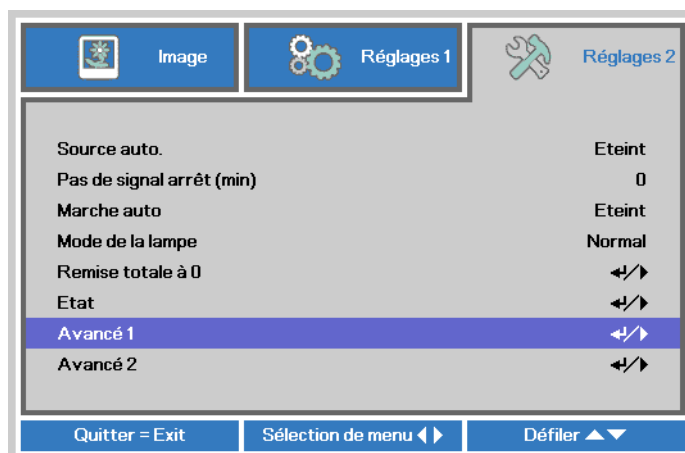 Image Réglages 1 Réglages 2
Source auto. Eteint
Pas de signal arrêt (min) 0
Marche auto Eteint
Mode de la lampe Normal
Remise totale à 0
Etat
Avancé 1
Avancé 2
Quitter = Exit Sélection de menu Défiler